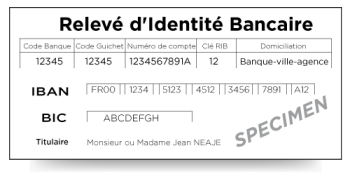 Relevé d'Identité Bancaire
Code Banque Code Guichet Numéro de compte Clé RIB Domiciliation
12345 12345 1234567891A 12 Banque-ville-agence
IBAN FR00 1234 5123 4512 3456 7891 A12
BIC ABCDEFGH
SPECIMEN
Titulaire Monsieur ou Madame Jean NEAJE